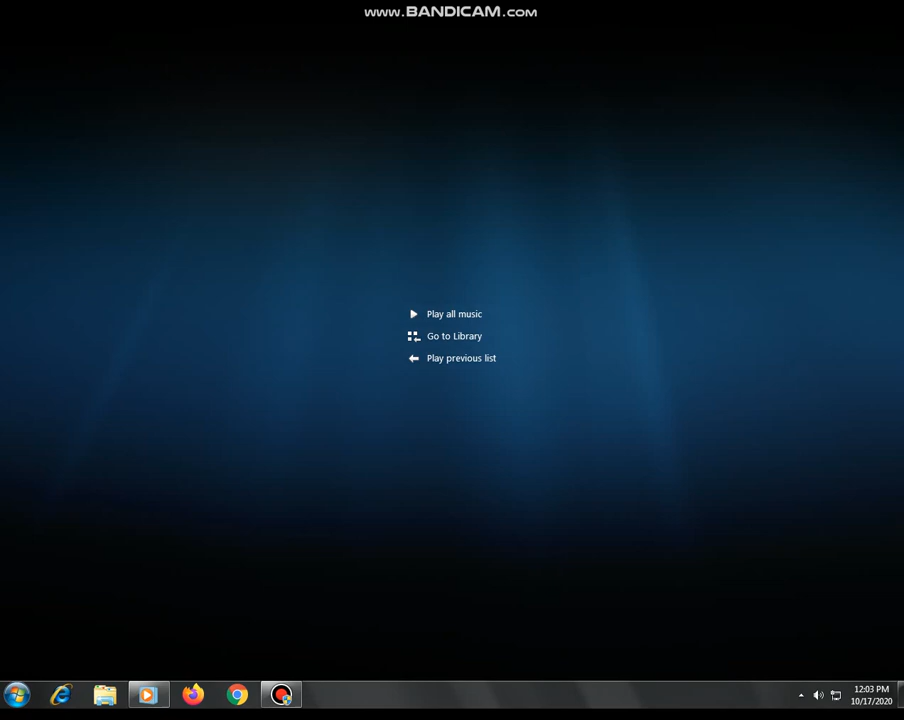 www.BANDICAM.com
Play all music
Go to Library
Play previous list
12:03 PM
10/17/2020